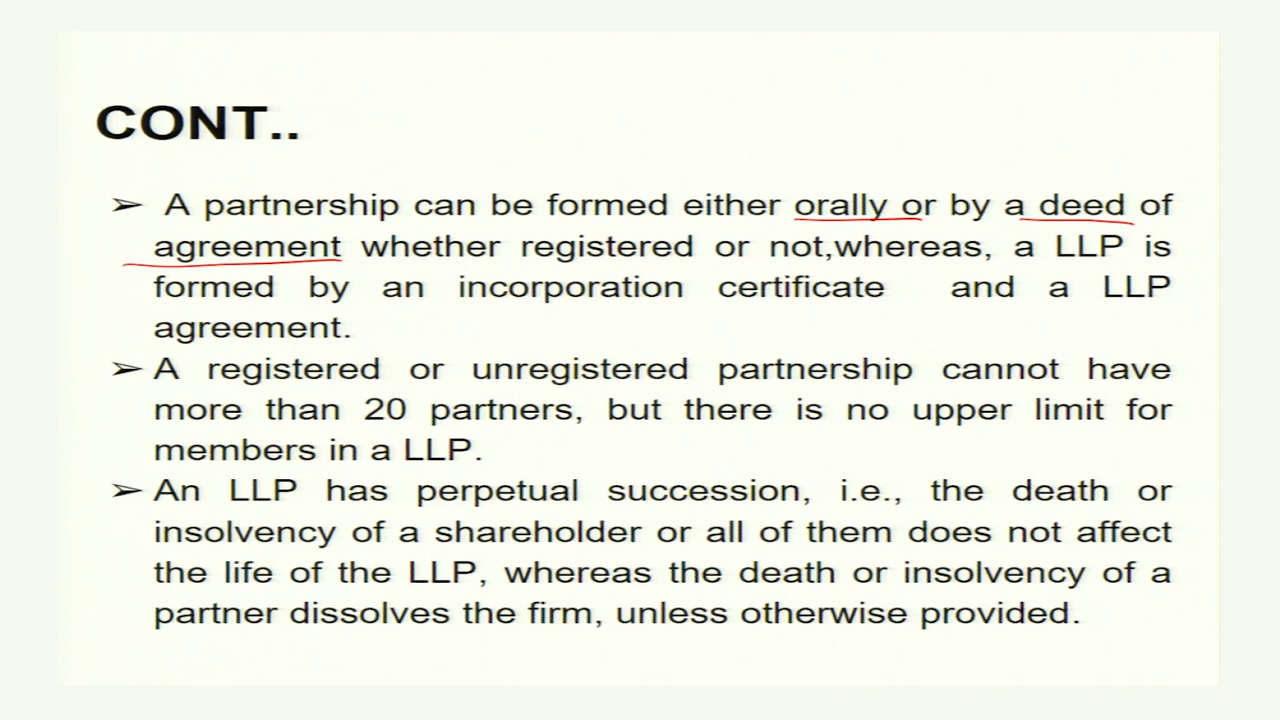 CONT..
➢ A partnership can be formed either orally or by a deed of
agreement whether registered or not,whereas, a LLP is
formed by an incorporation certificate and a LLP
agreement.
➢ A registered or unregistered partnership cannot have
more than 20 partners, but there is no upper limit for
members in a LLP.
➢ An LLP has perpetual succession, i.e., the death or
insolvency of a shareholder or all of them does not affect
the life of the LLP, whereas the death or insolvency of a
partner dissolves the firm, unless otherwise provided.